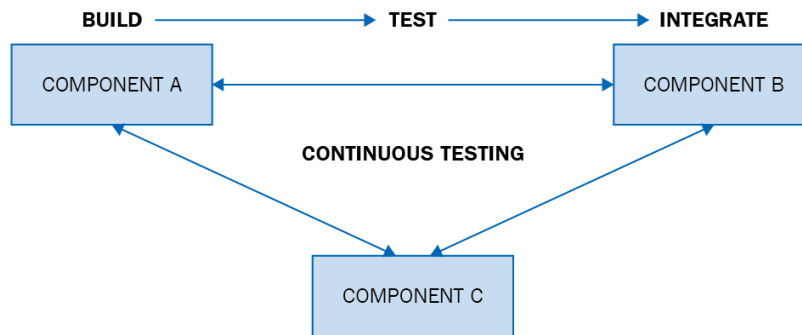 BUILD TEST INTEGRATE
COMPONENT A COMPONENT B
CONTINUOUS TESTING
COMPONENT C